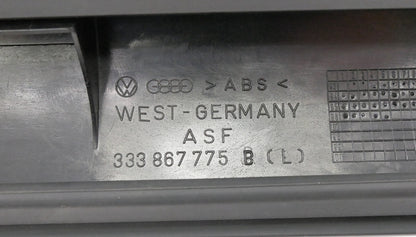 >ABS<
WEST-GERMANY
ASF
333 867 775 B (L)